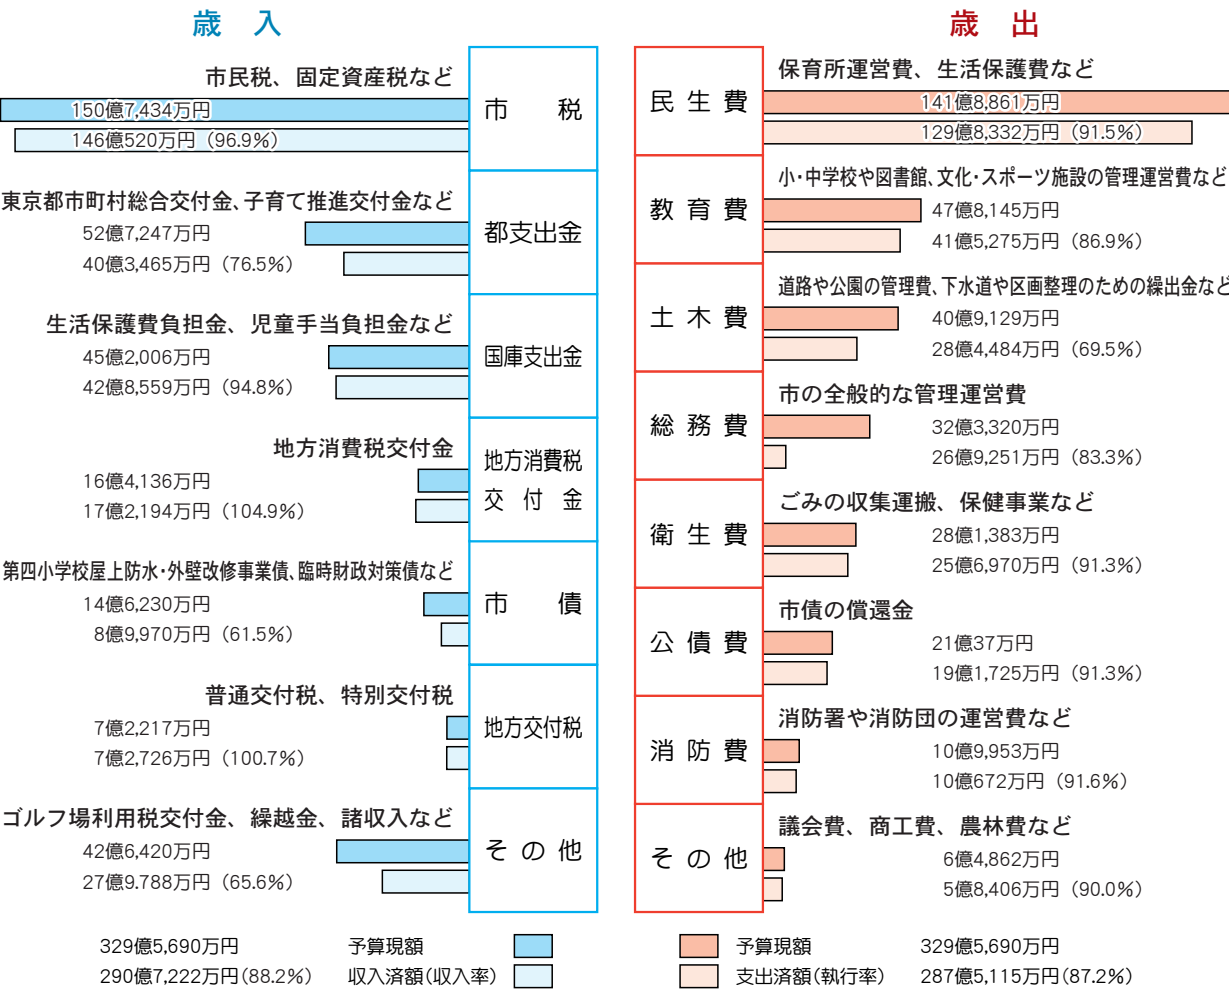 歳 入
市民税、固定資産税など
150億7,434万円
146億520万円（96.9%）
市 税
東京都市町村総合交付金、子育て推進交付金など
52億7,247万円
40億3,465万円（76.5%）
都支出金
生活保護費負担金、児童手当負担金など
45億2,006万円
42億8,559万円（94.8%）
国庫支出金
地方消費税交付金
16億4,136万円
17億2,194万円（104.9%）
地方消費税
交 付 金
第四小学校屋上防水・外壁改修事業債、臨時財政対策債など
14億6,230万円
8億9,970万円（61.5%）
市 債
普通交付税、特別交付税
7億2,217万円
7億2,726万円（100.7%）
地方交付税
ゴルフ場利用税交付金、繰越金、諸収入など
42億6,420万円
27億9.788万円（65.6%）
その他
329億5,690万円 予算現額
290億7,222万円(88.2%) 収入済額(収入率)
歳 出
民生費
保育所運営費、生活保護費など
141億8,861万円
129億8,332万円（91.5%）
教育費
小・中学校や図書館、文化・スポーツ施設の管理運営費など
47億8,145万円
41億5,275万円（86.9%）
土木費
道路や公園の管理費、下水道や区画整理のための繰出金など
40億9,129万円
28億4,484万円（69.5%）
総務費
市の全般的な管理運営費
32億3,320万円
26億9,251万円（83.3%）
衛生費
ごみの収集運搬、保健事業など
28億1,383万円
25億6,970万円（91.3%）
公債費
市債の償還金
21億37万円
19億1,725万円（91.3%）
消防費
消防署や消防団の運営費など
10億9,953万円
10億672万円（91.6%）
その他
議会費、商工費、農林費など
6億4,862万円
5億8,406万円（90.0%）
予算現額 329億5,690万円
支出済額(執行率) 287億5,115万円(87.2%)